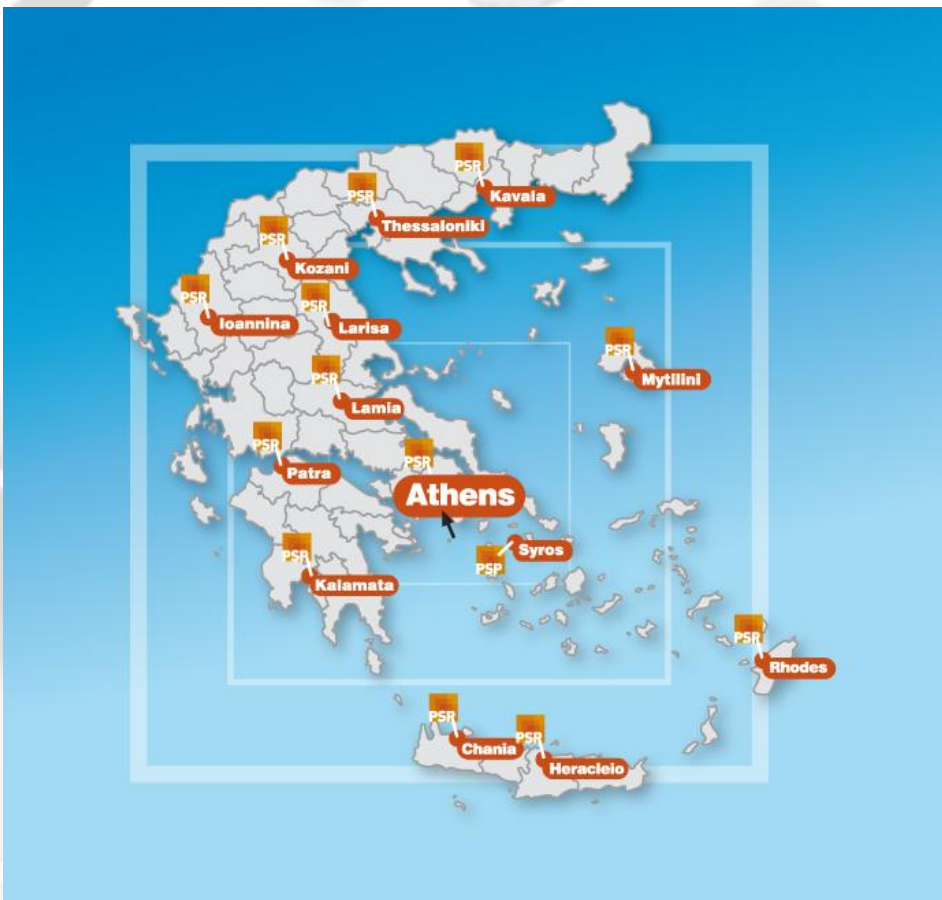 PSR
Kavala
PSR
Thessaloniki
PSR
Kozani
PSR
Ioannina
PSR
Larisa
PSR
Mytilini
PSR
Lamia
PSR
Patra
PSR
Athens
PSP
Syros
PSR
Kalamata
PSR
Rhodes
PSR
Chania
PSR
Heracleio